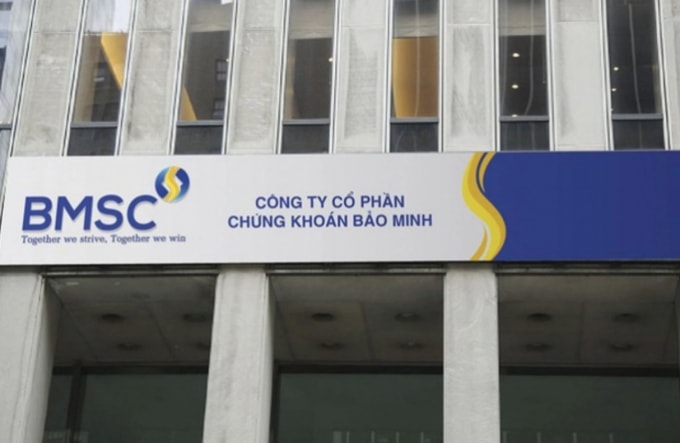 BMSC
Together we strive, Together we win
CÔNG TY CỔ PHẦN
CHỨNG KHOÁN BẢO MINH